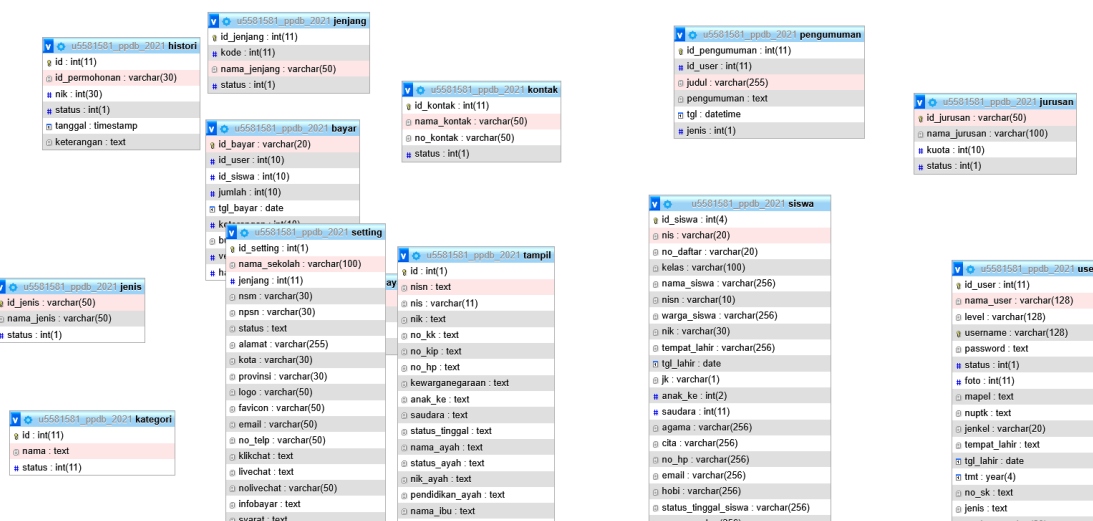 u5581581_ppdb_2021 jenjang
id_jenjang : int(11)
kode : int(11)
nama_jenjang : varchar(50)
status : int(1)
u5581581_ppdb_2021 histori
id : int(11)
id_permohonan : varchar(30)
nik : int(30)
status : int(1)
tanggal : timestamp
keterangan : text
u5581581_ppdb_2021 pengumuman
id_pengumuman : int(11)
id_user : int(11)
judul : varchar(255)
pengumuman : text
tgl : datetime
jenis : int(1)
u5581581_ppdb_2021 kontak
id_kontak : int(11)
nama_kontak : varchar(50)
no_kontak : varchar(50)
status : int(1)
u5581581_ppdb_2021 jurusan
id_jurusan : varchar(50)
nama_jurusan : varchar(100)
kuota : int(10)
status : int(1)
u5581581_ppdb_2021 bayar
id_bayar : varchar(20)
id_user : int(10)
id_siswa : int(10)
jumlah : int(10)
tgl_bayar : date
u5581581_ppdb_2021 setting
id_setting : int(1)
nama_sekolah : varchar(100)
jenjang : int(11)
nsm : varchar(30)
npsn : varchar(30)
status : text
alamat : varchar(255)
kota : varchar(30)
provinsi : varchar(30)
logo : varchar(50)
favicon : varchar(50)
email : varchar(50)
no_telp : varchar(50)
klikchat : text
livechat : text
nolivechat : varchar(50)
infobayar : text
syarat : text
ay
u5581581_ppdb_2021 tampil
id : int(1)
nisn : text
nis : varchar(11)
nik : text
no_kk : text
no_kip : text
no_hp : text
kewarganegaraan : text
anak_ke : text
saudara : text
status_tinggal : text
nama_ayah : text
status_ayah : text
nik_ayah : text
pendidikan_ayah : text
nama_ibu : text
u5581581_ppdb_2021 siswa
id_siswa : int(4)
nis : varchar(20)
no_daftar : varchar(20)
kelas : varchar(100)
nama_siswa : varchar(256)
nisn : varchar(10)
warga_siswa : varchar(256)
nik : varchar(30)
tempat_lahir : varchar(256)
tgl_lahir : date
jk : varchar(1)
anak_ke : int(2)
saudara : int(11)
agama : varchar(256)
cita : varchar(256)
no_hp : varchar(256)
email : varchar(256)
hobi : varchar(256)
status_tinggal_siswa : varchar(256)
u5581581_ppdb_2021 use
id_user : int(11)
nama_user : varchar(128)
level : varchar(128)
username : varchar(128)
password : text
status : int(1)
foto : int(11)
mapel : text
nuptk : text
jenkel : varchar(20)
tempat_lahir : text
tgl_lahir : date
tmt : year(4)
no_sk : text
jenis : text
u5581581_ppdb_2021 jenis
id_jenis : varchar(50)
nama_jenis : varchar(50)
status : int(1)
u5581581_ppdb_2021 kategori
id : int(11)
nama : text
status : int(11)